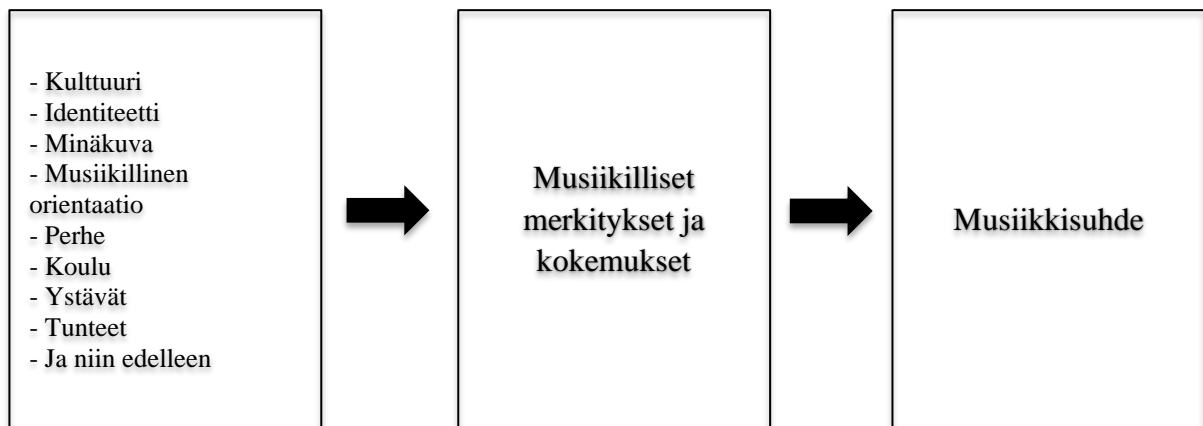 - Kulttuuri
- Identiteetti
- Minäkuva
- Musiikillinen
orientaatio
- Perhe
- Koulu
- Ystävät
- Tunteet
- Ja niin edelleen
Musiikilliset
merkitykset ja
kokemukset
Musiikkisuhde